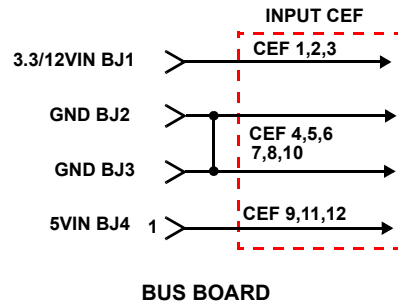 INPUT CEF
3.3/12VIN BJ1
CEF 1,2,3
GND BJ2
CEF 4,5,6
7,8,10
GND BJ3
5VIN BJ4 1
CEF 9,11,12
BUS BOARD